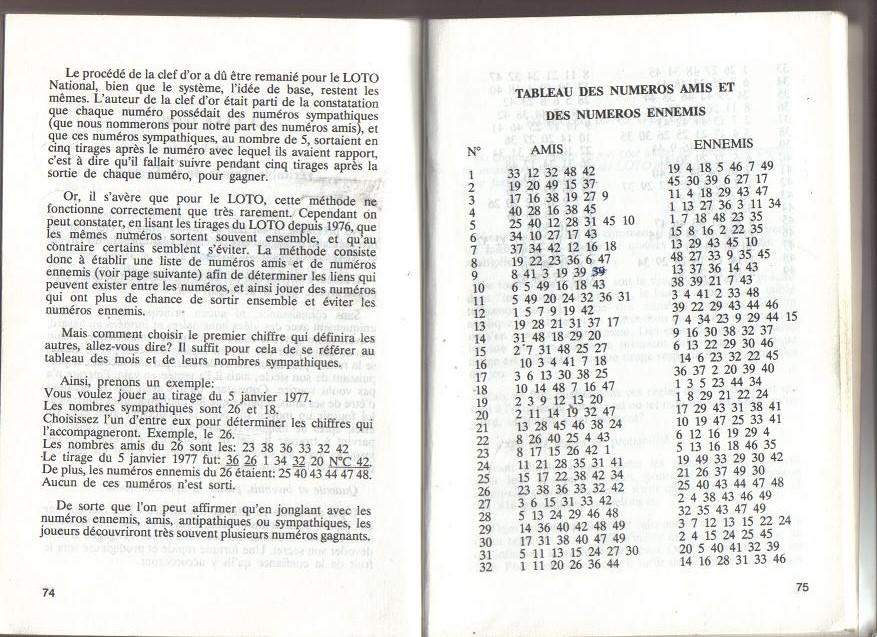 Le procédé de la clef d'or a dû être remanié pour le LOTO
National, bien que le système, l'idée de base, restent les
mêmes. L'auteur de la clef d'or était parti de la constatation
que chaque numéro possédait des numéros sympathiques
(que nous nommerons pour notre part des numéros amis), et
que ces numéros sympathiques, au nombre de 5, sortaient en
cinq tirages après le numéro avec lequel ils avaient rapport,
c'est à dire qu'il fallait suivre pendant cinq tirages après la
sortie de chaque numéro, pour gagner.
Or, il s'avère que pour le LOTO, cette méthode ne
fonctionne correctement que très rarement. Cependant on
peut constater, en lisant les tirages du LOTO depuis 1976, que
les mêmes numéros sortent souvent ensemble, et qu'au
contraire certains semblent s'éviter. La méthode consiste
donc à établir une liste de numéros amis et de numéros
ennemis (voir page suivante) afin de déterminer les liens qui
peuvent exister entre les numéros, et ainsi jouer des numéros
qui ont plus de chance de sortir ensemble et éviter les
numéros ennemis.
Mais comment choisir le premier chiffre qui définira les
autres, allez-vous dire? Il suffit pour cela de se référer au
tableau des mois et de leurs nombres sympathiques.
Ainsi, prenons un exemple:
Vous voulez jouer au tirage du 5 janvier 1977.
Les nombres sympathiques sont 26 et 18.
Choisissez l'un d'entre eux pour déterminer les chiffres qui
l'accompagneront. Exemple, le 26.
Les nombres amis du 26 sont les: 23 38 36 33 32 42
Le tirage du 5 janvier 1977 fut: 36 26 1 34 32 20 N°C 42.
De plus, les numéros ennemis du 26 étaient: 25 40 43 44 47 48.
Aucun de ces numéros n'est sorti.
De sorte que l'on peut affirmer qu'en jonglant avec les
numéros ennemis, amis, antipathiques ou sympathiques, les
joueurs découvriront très souvent plusieurs numéros gagnants.
74
TABLEAU DES NUMEROS AMIS ET
DES NUMEROS ENNEMIS
N° AMIS ENNEMIS
1 33 12 32 48 42 19 4 18 5 46 7 49
2 19 20 49 15 37 45 30 39 6 27 17
3 17 16 38 19 27 9 11 4 18 29 43 47
4 40 28 16 38 45 1 13 27 36 3 11 34
5 25 40 12 28 31 45 10 1 7 18 48 23 35
6 34 10 27 17 43 15 8 16 2 22 35
7 37 34 42 12 16 18 13 29 43 45 10
8 19 22 23 36 6 47 48 27 33 9 35 45
9 8 41 3 19 39 39 13 37 36 14 43
10 6 5 49 16 18 43 38 39 21 7 43
11 5 49 20 24 32 36 31 3 4 41 2 33 48
12 1 5 7 9 19 42 39 22 29 43 44 46
13 19 28 21 31 37 17 7 4 34 23 9 29 44 15
14 31 48 18 29 20 9 16 30 38 32 37
15 2 7 31 48 25 27 6 13 22 29 30 46
16 10 3 4 41 7 18 14 6 23 32 22 45
17 3 6 13 30 38 25 36 37 2 20 39 40
18 10 14 48 7 16 47 1 3 5 23 44 34
19 2 3 9 12 13 20 1 8 29 21 22 24
20 2 11 14 19 32 47 17 29 43 31 38 41
21 13 28 45 46 38 24 10 19 47 25 33 41
22 8 26 40 25 4 43 6 12 16 19 29 4
23 8 17 15 26 42 1 5 13 16 18 46 35
24 11 21 28 35 31 41 19 49 33 29 30 42
25 15 17 22 38 42 34 21 26 37 49 30
26 23 38 36 33 32 42 25 40 43 44 47 48
27 3 6 15 31 33 42 2 4 38 43 46 49
28 5 13 24 29 46 48 32 35 43 47 49
29 14 36 40 42 48 49 3 7 12 13 15 22 24
30 17 31 38 40 47 49 2 4 15 24 25 45
31 5 11 13 15 24 27 30 20 5 40 41 32 39
32 1 11 20 26 36 44 14 16 28 31 33 46
75